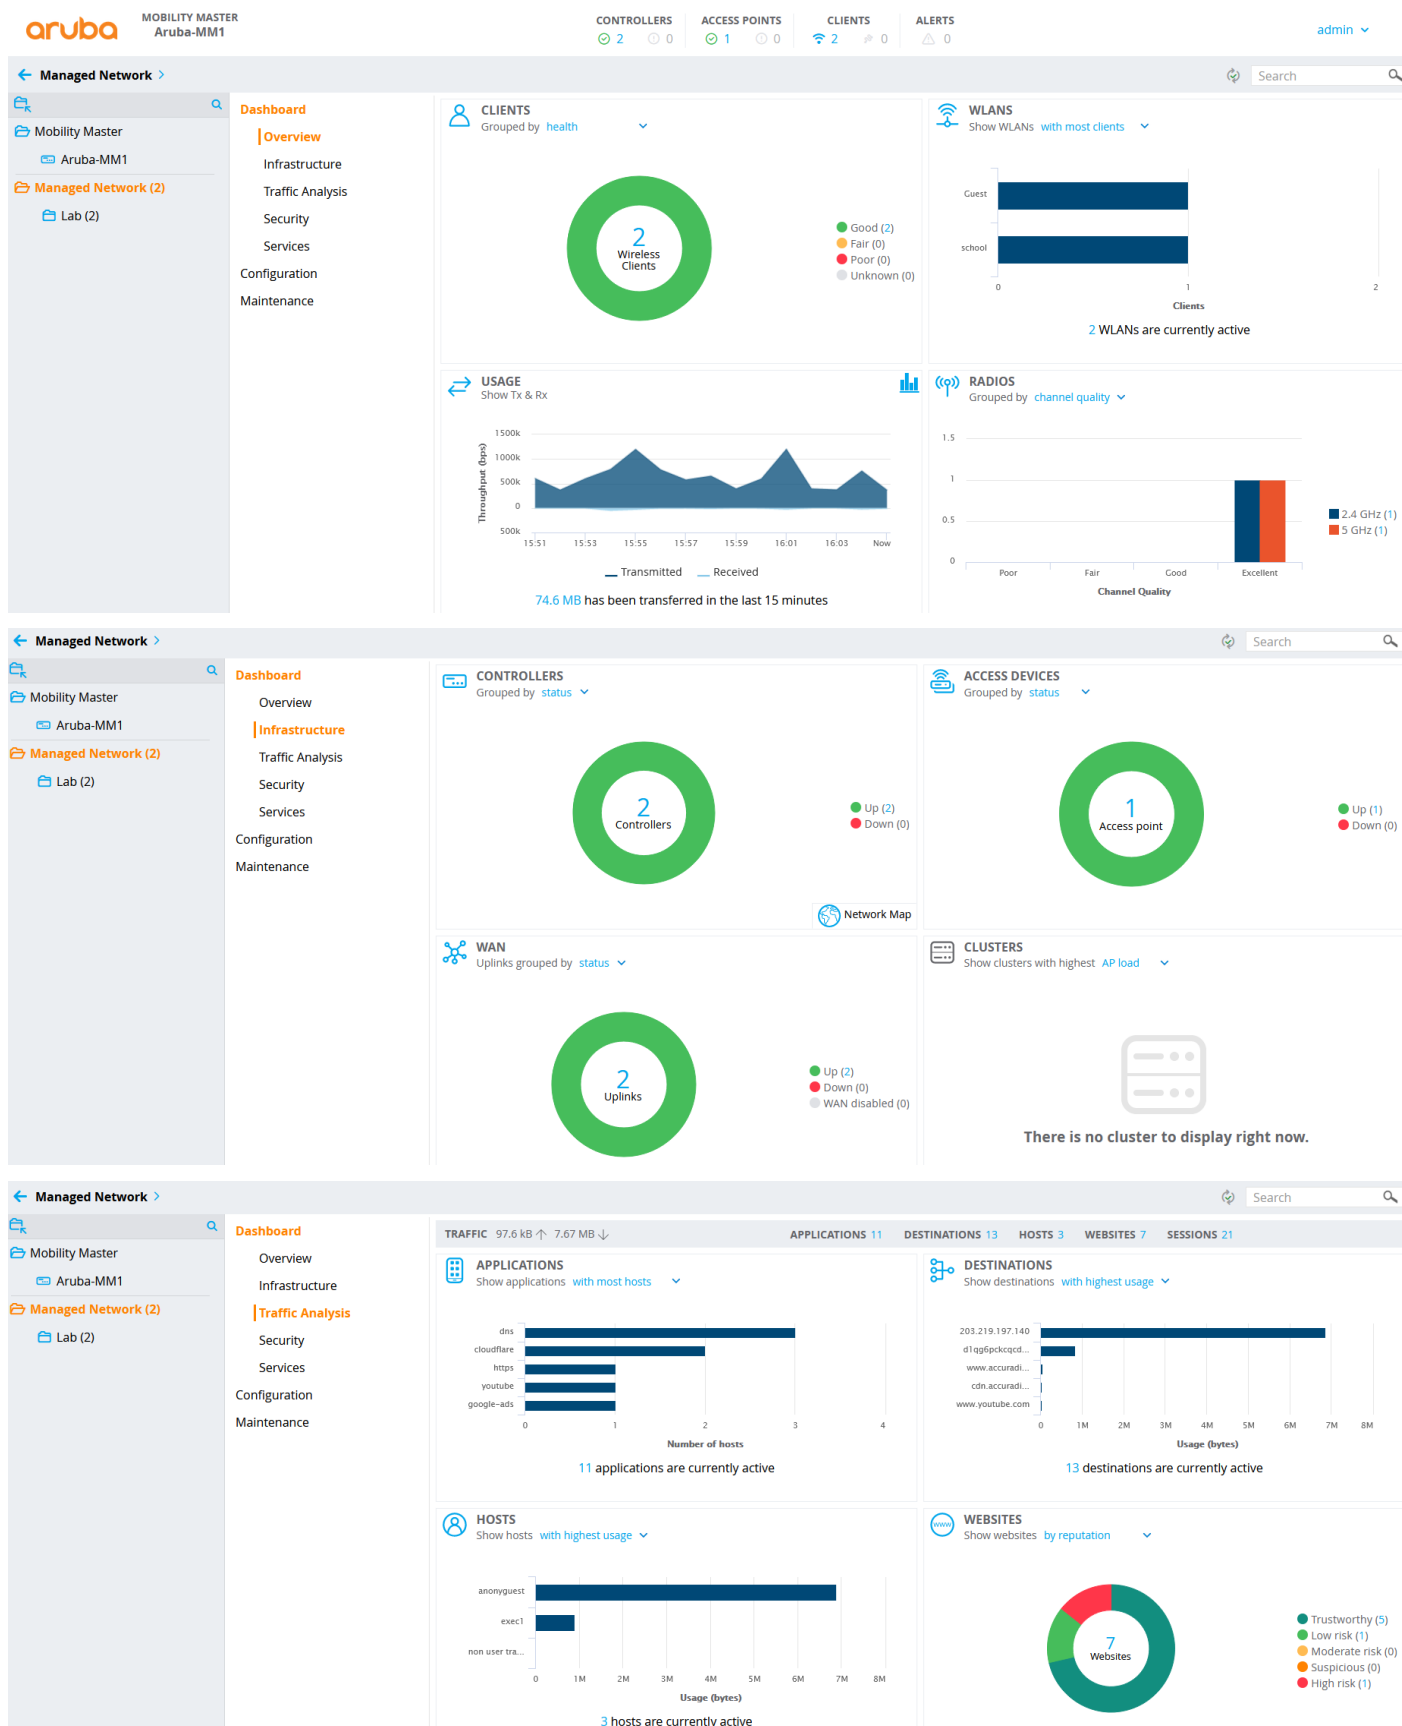 aruba
MOBILITY MASTER
Aruba-MM1
CONTROLLERS ACCESS POINTS CLIENTS ALERTS
2 0 1 0 2 0 0
admin
Managed Network >
Search
Mobility Master
Aruba-MM1
Managed Network (2)
Lab (2)
Dashboard
Overview
Infrastructure
Traffic Analysis
Security
Services
Configuration
Maintenance
CLIENTS
Grouped by health
2
Wireless
Clients
Good (2)
Fair (0)
Poor (0)
Unknown (0)
WLANS
Show WLANs with most clients
Guest
school
0 1 2
Clients
2 WLANs are currently active
USAGE
Show Tx & Rx
Throughput (bps)
1500k
1000k
500k
0
500k
15:51 15:53 15:55 15:57 15:59 16:01 16:03 Now
Transmitted Received
74.6 MB has been transferred in the last 15 minutes
RADIOS
Grouped by channel quality
1.5
1
0.5
0
Poor Fair Good Excellent
Channel Quality
2.4 GHz (1)
5 GHz (1)
Managed Network >
Search
Mobility Master
Aruba-MM1
Managed Network (2)
Lab (2)
Dashboard
Overview
Infrastructure
Traffic Analysis
Security
Services
Configuration
Maintenance
CONTROLLERS
Grouped by status
2
Controllers
Up (2)
Down (0)
Network Map
ACCESS DEVICES
Grouped by status
1
Access point
Up (1)
Down (0)
WAN
Uplinks grouped by status
2
Uplinks
Up (2)
Down (0)
WAN disabled (0)
CLUSTERS
Show clusters with highest AP load
There is no cluster to display right now.
Managed Network >
Search
Mobility Master
Aruba-MM1
Managed Network (2)
Lab (2)
Dashboard
Overview
Infrastructure
Traffic Analysis
Security
Services
Configuration
Maintenance
TRAFFIC 97.6 kB ↑ 7.67 MB ↓ APPLICATIONS 11 DESTINATIONS 13 HOSTS 3 WEBSITES 7 SESSIONS 21
APPLICATIONS
Show applications with most hosts
dns
cloudflare
https
youtube
google-ads
0 1 2 3 4
Number of hosts
11 applications are currently active
DESTINATIONS
Show destinations with highest usage
203.219.197.140
d1qg6pckcqcd...
www.accuradi...
cdn.accuradi...
www.youtube.com
0 1M 2M 3M 4M 5M 6M 7M 8M
Usage (bytes)
13 destinations are currently active
HOSTS
Show hosts with highest usage
anonyguest
exec1
non user tra...
0 1M 2M 3M 4M 5M 6M 7M 8M
Usage (bytes)
3 hosts are currently active
www
WEBSITES
Show websites by reputation
7
Websites
Trustworthy (5)
Low risk (1)
Moderate risk (0)
Suspicious (0)
High risk (1)